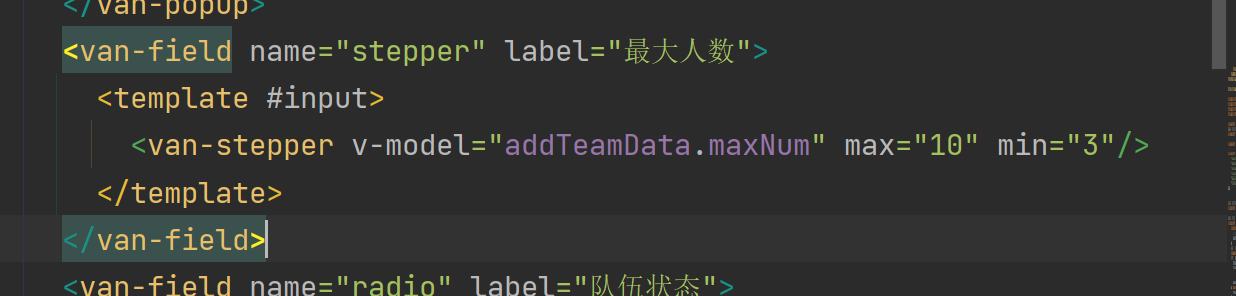 </van-popup>
<van-field name="stepper" label="最大人数">
<template #input>
<van-stepper v-model="addTeamData.maxNum" max="10" min="3"/>
</template>
</van-field>
<van-field name="radio" label="队伍状态">